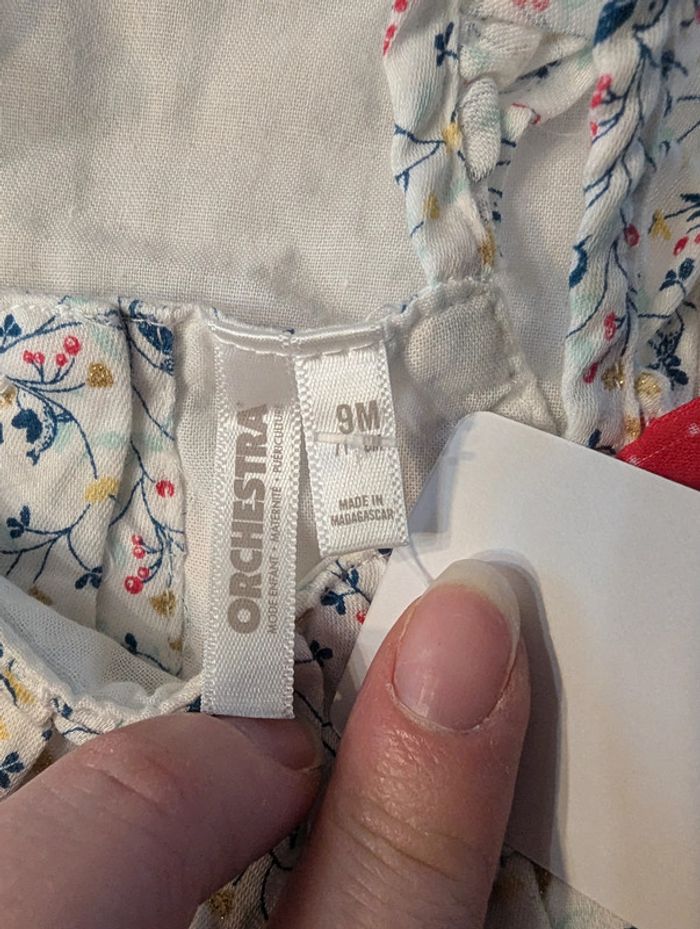 ORCHESTRA
MODE ENFANT • MATERNITÉ • PUÉRICULTURE
9M
MADE IN
MADAGASCAR